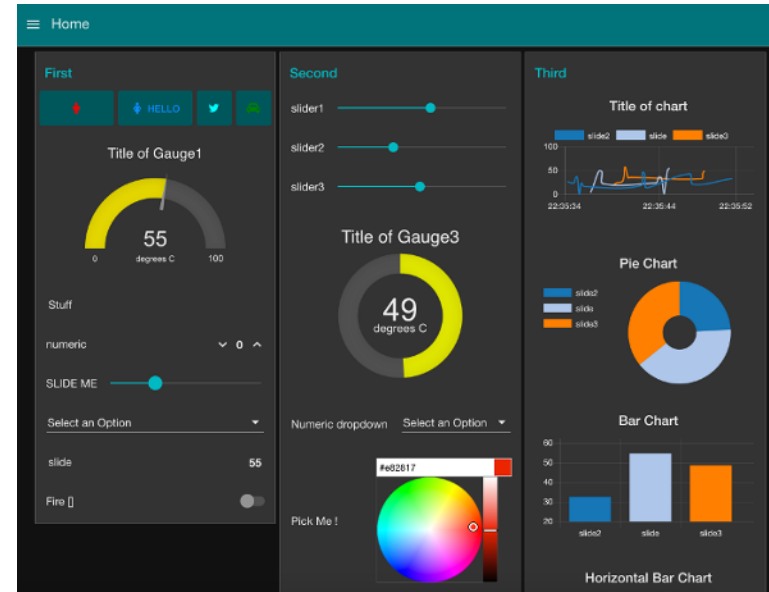 Home
First
HELLO
Title of Gauge1
55
degrees C
0
100
Stuff
numeric
0
SLIDE ME
Select an Option
slide
55
Fire []
Second
slider1
slider2
slider3
Title of Gauge3
49
degrees C
Numeric dropdown
Select an Option
#e82817
Pick Me !
Third
Title of chart
slide2 slide slide3
100
50
0
22:35:34 22:35:44 22:35:52
Pie Chart
slide2
slide
slide3
Bar Chart
60
50
40
30
20
slide2 slide slide3
Horizontal Bar Chart